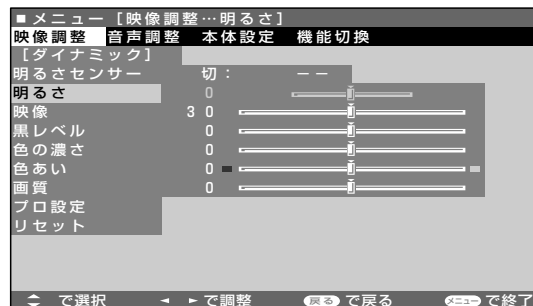 ■メニュー [映像調整…明るさ]
映像調整 音声調整 本体設定 機能切換
[ダイナミック]
明るさセンサー 切： ーー
明るさ 0
映像 30
黒レベル 0
色の濃さ 0
色あい 0
画質 0
プロ設定
リセット
で選択 で調整 戻る で戻る メニュー で終了